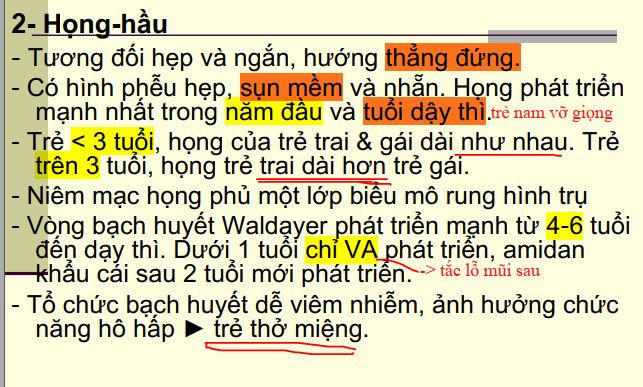 2- Họng-hầu
- Tương đối hẹp và ngắn, hướng thẳng đứng.
- Có hình phễu hẹp, sụn mềm và nhẵn. Họng phát triển
mạnh nhất trong năm đầu và tuổi dậy thì.trẻ nam vỡ giọng
- Trẻ < 3 tuổi, họng của trẻ trai & gái dài như nhau. Trẻ
trên 3 tuổi, họng trẻ trai dài hơn trẻ gái.
- Niêm mạc họng phủ một lớp biểu mô rung hình trụ
- Vòng bạch huyết Waldayer phát triển mạnh từ 4-6 tuổi
đến dạy thì. Dưới 1 tuổi chỉ VA phát triển, amidan
khẩu cái sau 2 tuổi mới phát triển. -> tắc lỗ mũi sau
- Tổ chức bạch huyết dễ viêm nhiễm, ảnh hưởng chức
năng hô hấp ► trẻ thở miệng.